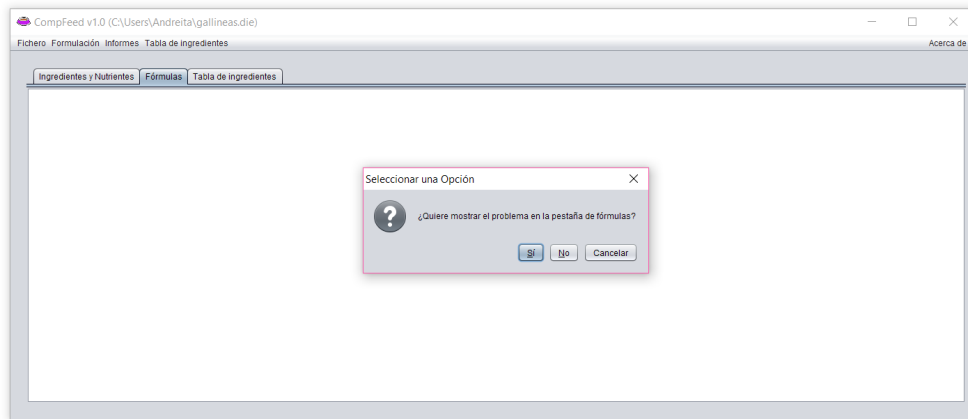 CompFeed v1.0 (C:\Users\Andreita\gallineas.die)
Fichero Formulación Informes Tabla de ingredientes Acerca de
Ingredientes y Nutrientes Fórmulas Tabla de ingredientes
Seleccionar una Opción
¿Quiere mostrar el problema en la pestaña de fórmulas?
Sí No Cancelar